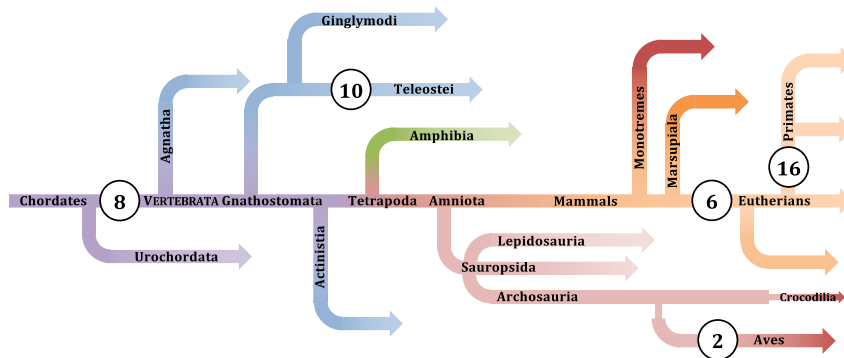 Ginglymodi
10
Teleostei
Agnatha
Amphibia
Monotremes
Marsupiala
Primates
16
Chordates
8
VERTEBRATA
Gnathostomata
Tetrapoda
Amniota
Mammals
6
Eutherians
Urochordata
Actinistia
Lepidosauria
Sauropsida
Archosauria
Crocodilia
2
Aves